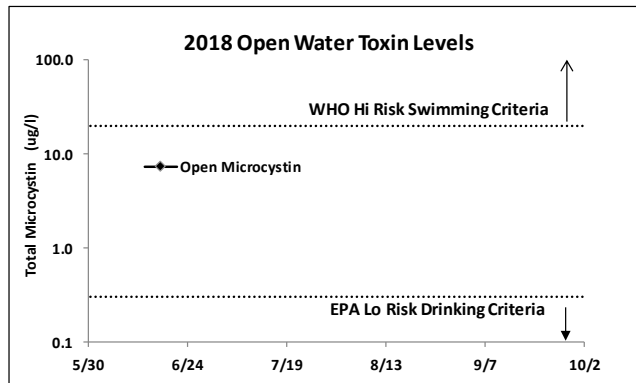 2018 Open Water Toxin Levels
100.0
WHO Hi Risk Swimming Criteria
10.0
Open Microcystin
Total Microcystin (ug/l)
1.0
EPA Lo Risk Drinking Criteria
0.1
5/30 6/24 7/19 8/13 9/7 10/2